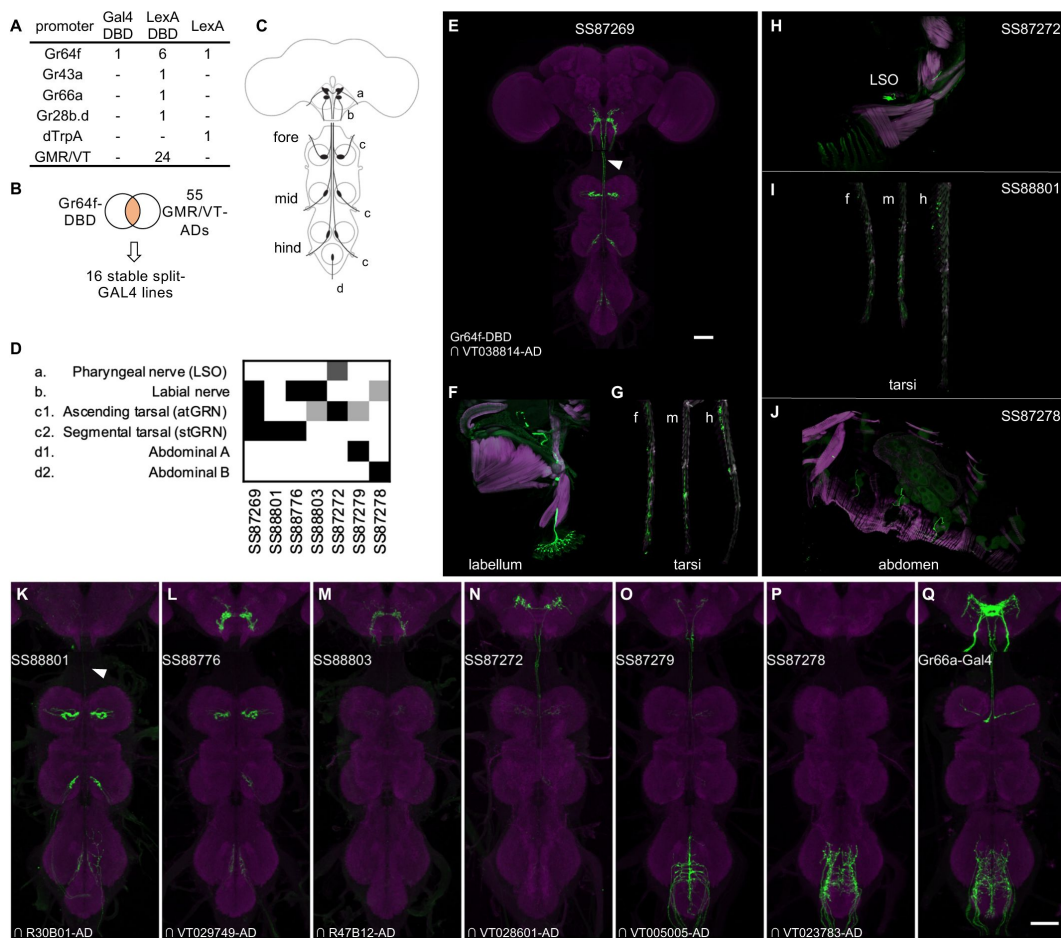 A
promoter Gal4 DBD LexA DBD LexA
Gr64f 1 6 1
Gr43a - 1 -
Gr66a - 1 -
Gr28b.d - 1 -
dTrpA - - 1
GMR/VT - 24 -
B
Gr64f-DBD
55 GMR/VT-ADs
16 stable split-
GAL4 lines
C
a
b
fore
c
mid
c
hind
c
d
D
a. Pharyngeal nerve (LSO)
b. Labial nerve
c1. Ascending tarsal (atGRN)
c2. Segmental tarsal (stGRN)
d1. Abdominal A
d2. Abdominal B
SS87269
SS88801
SS88776
SS88803
SS87272
SS87279
SS87278
E
SS87269
Gr64f-DBD
∩ VT038814-AD
F
labellum
G
f m h
tarsi
H
SS87272
LSO
I
SS88801
f m h
tarsi
J
SS87278
abdomen
K
SS88801
∩ R30B01-AD
L
SS88776
∩ VT029749-AD
M
SS88803
∩ R47B12-AD
N
SS87272
∩ VT028601-AD
O
SS87279
∩ VT005005-AD
P
SS87278
∩ VT023783-AD
Q
Gr66a-Gal4